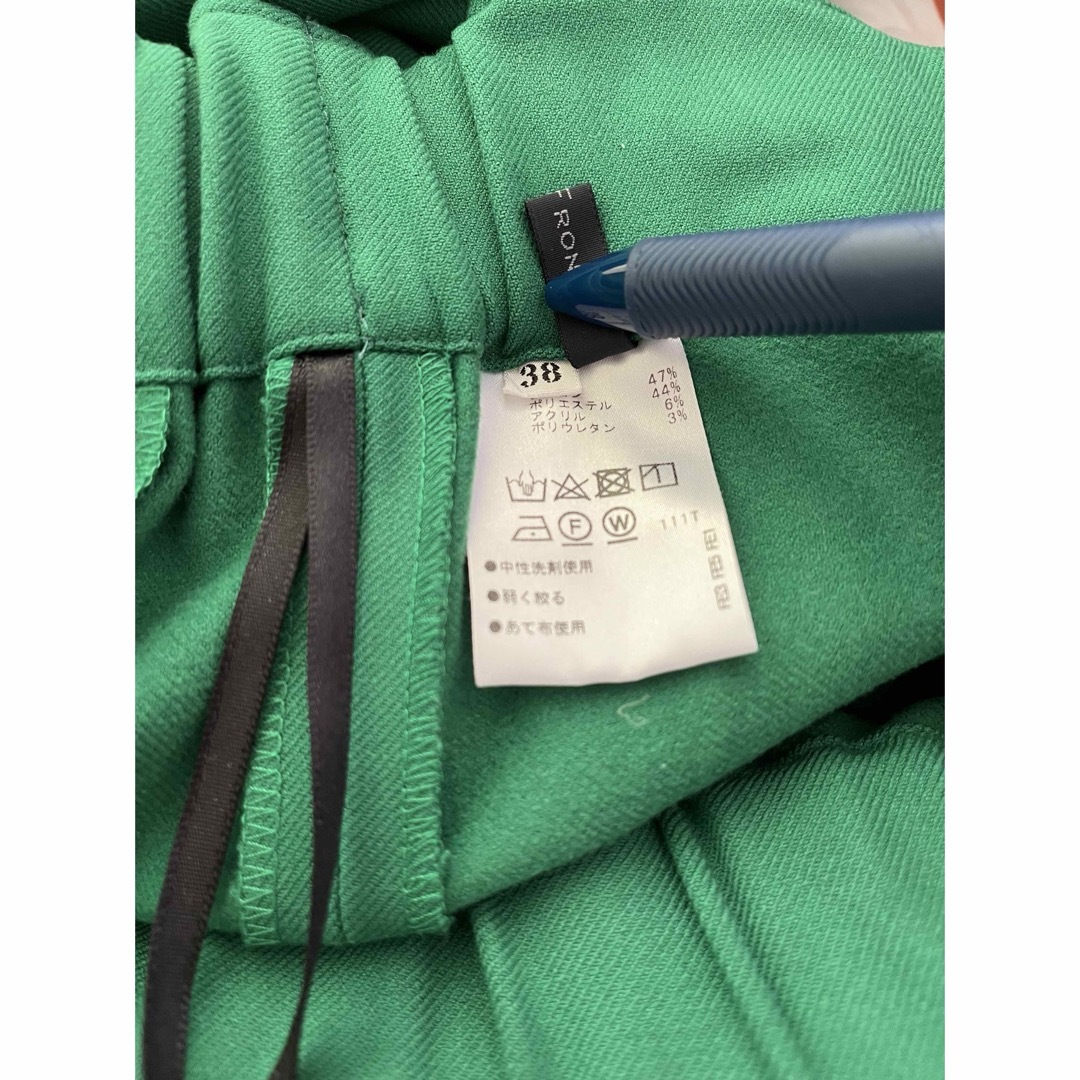 FRON
38
47%
44%
ポリエステル 6%
アクリル 3%
ポリウレタン
F W 111T
●中性洗剤使用
●弱く絞る
●あて布使用